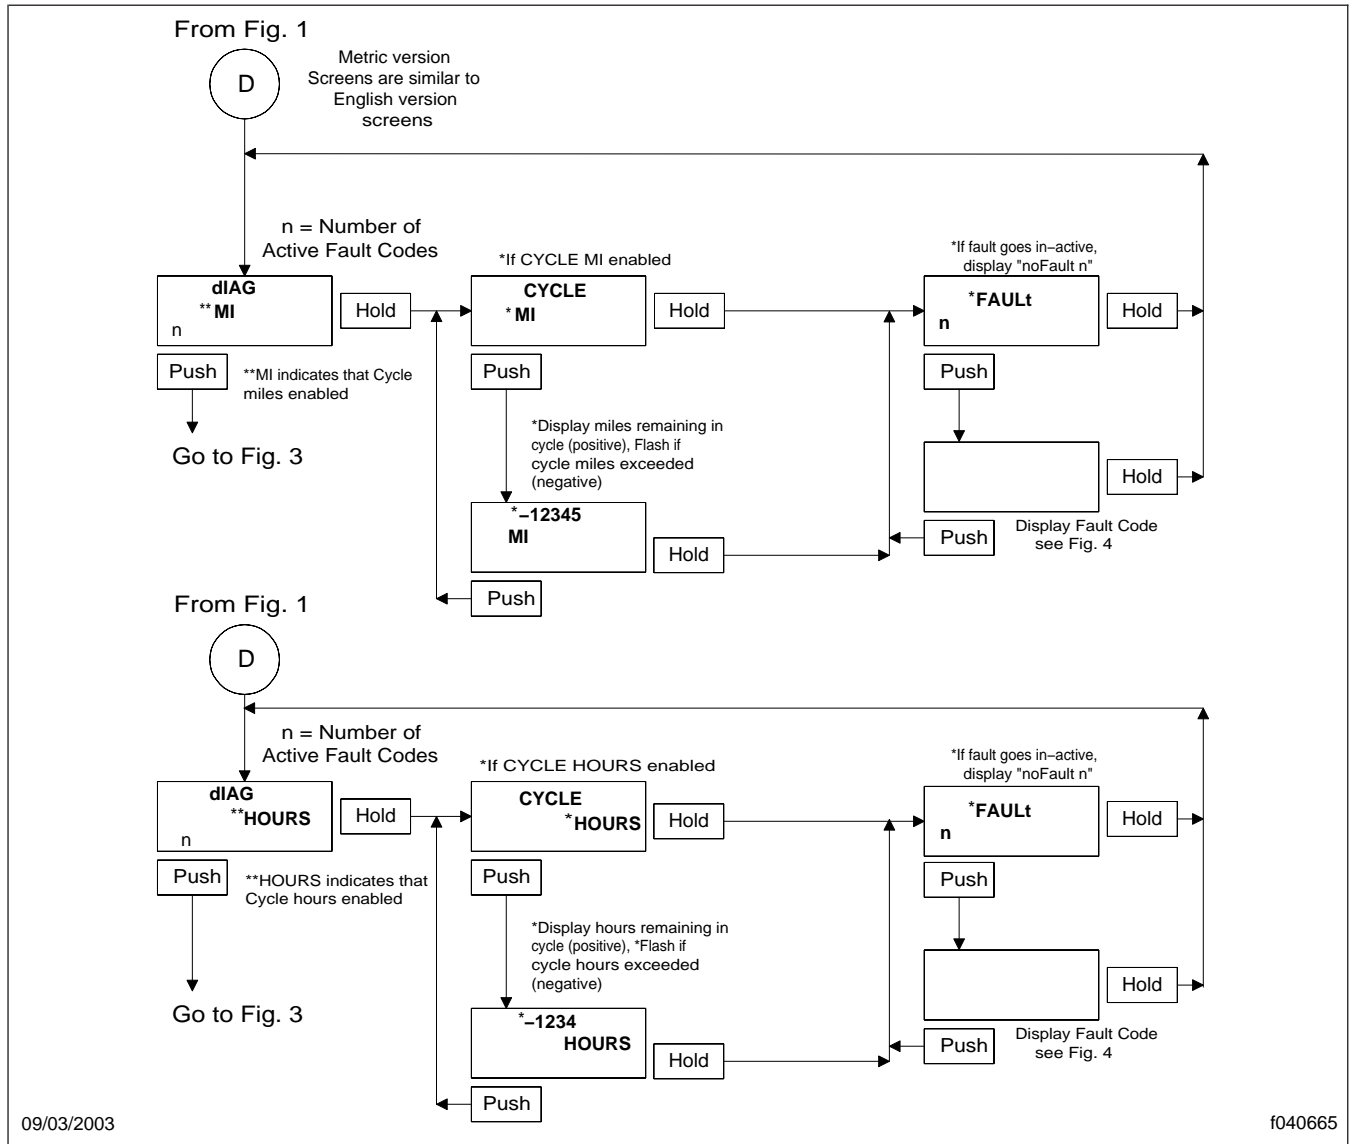 From Fig. 1
D
Metric version
Screens are similar to
English version
screens
n = Number of
Active Fault Codes
dIAG
**MI
n
Hold
Push
**MI indicates that Cycle
miles enabled
Go to Fig. 3
*If CYCLE MI enabled
CYCLE
*MI
Hold
Push
*Display miles remaining in
cycle (positive), Flash if
cycle miles exceeded
(negative)
*–12345
MI
Hold
Push
*If fault goes in–active,
display "noFault n"
*FAULt
n
Hold
Push
Hold
Push
Display Fault Code
see Fig. 4
From Fig. 1
D
n = Number of
Active Fault Codes
dIAG
**HOURS
n
Hold
Push
**HOURS indicates that
Cycle hours enabled
Go to Fig. 3
*If CYCLE HOURS enabled
CYCLE
*HOURS
Hold
Push
*Display hours remaining in
cycle (positive), *Flash if
cycle hours exceeded
(negative)
*–1234
HOURS
Hold
Push
*If fault goes in–active,
display "noFault n"
*FAULt
n
Hold
Push
Hold
Push
Display Fault Code
see Fig. 4
09/03/2003
f040665